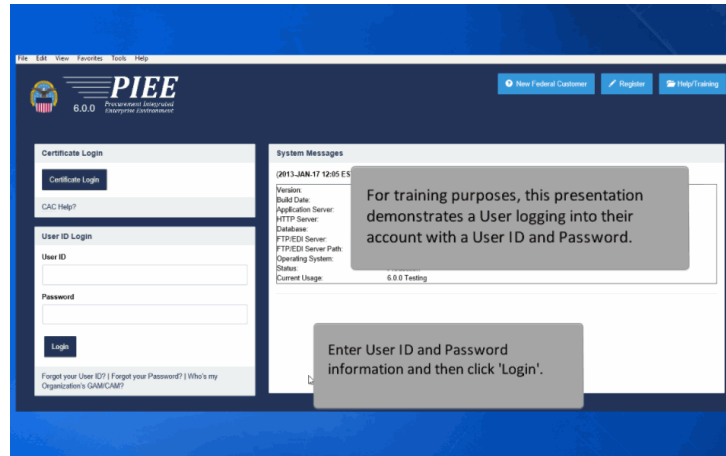 File Edit View Favorites Tools Help
PIEE
6.0.0 Procurement Integrated
Enterprise Environment
New Federal Customer
Register
Help/Training
Certificate Login
Certificate Login
CAC Help?
User ID Login
User ID
Password
Login
Forgot your User ID? | Forgot your Password? | Who's my
Organization's GAM/CAM?
System Messages
(2013-JAN-17 12:05 ES
Version:
Build Date:
Application Server:
HTTP Server:
Database:
FTP/EDI Server:
FTP/EDI Server Path:
Operating System:
Status:
Current Usage: 6.0.0 Testing
For training purposes, this presentation
demonstrates a User logging into their
account with a User ID and Password.
Enter User ID and Password
information and then click 'Login'.